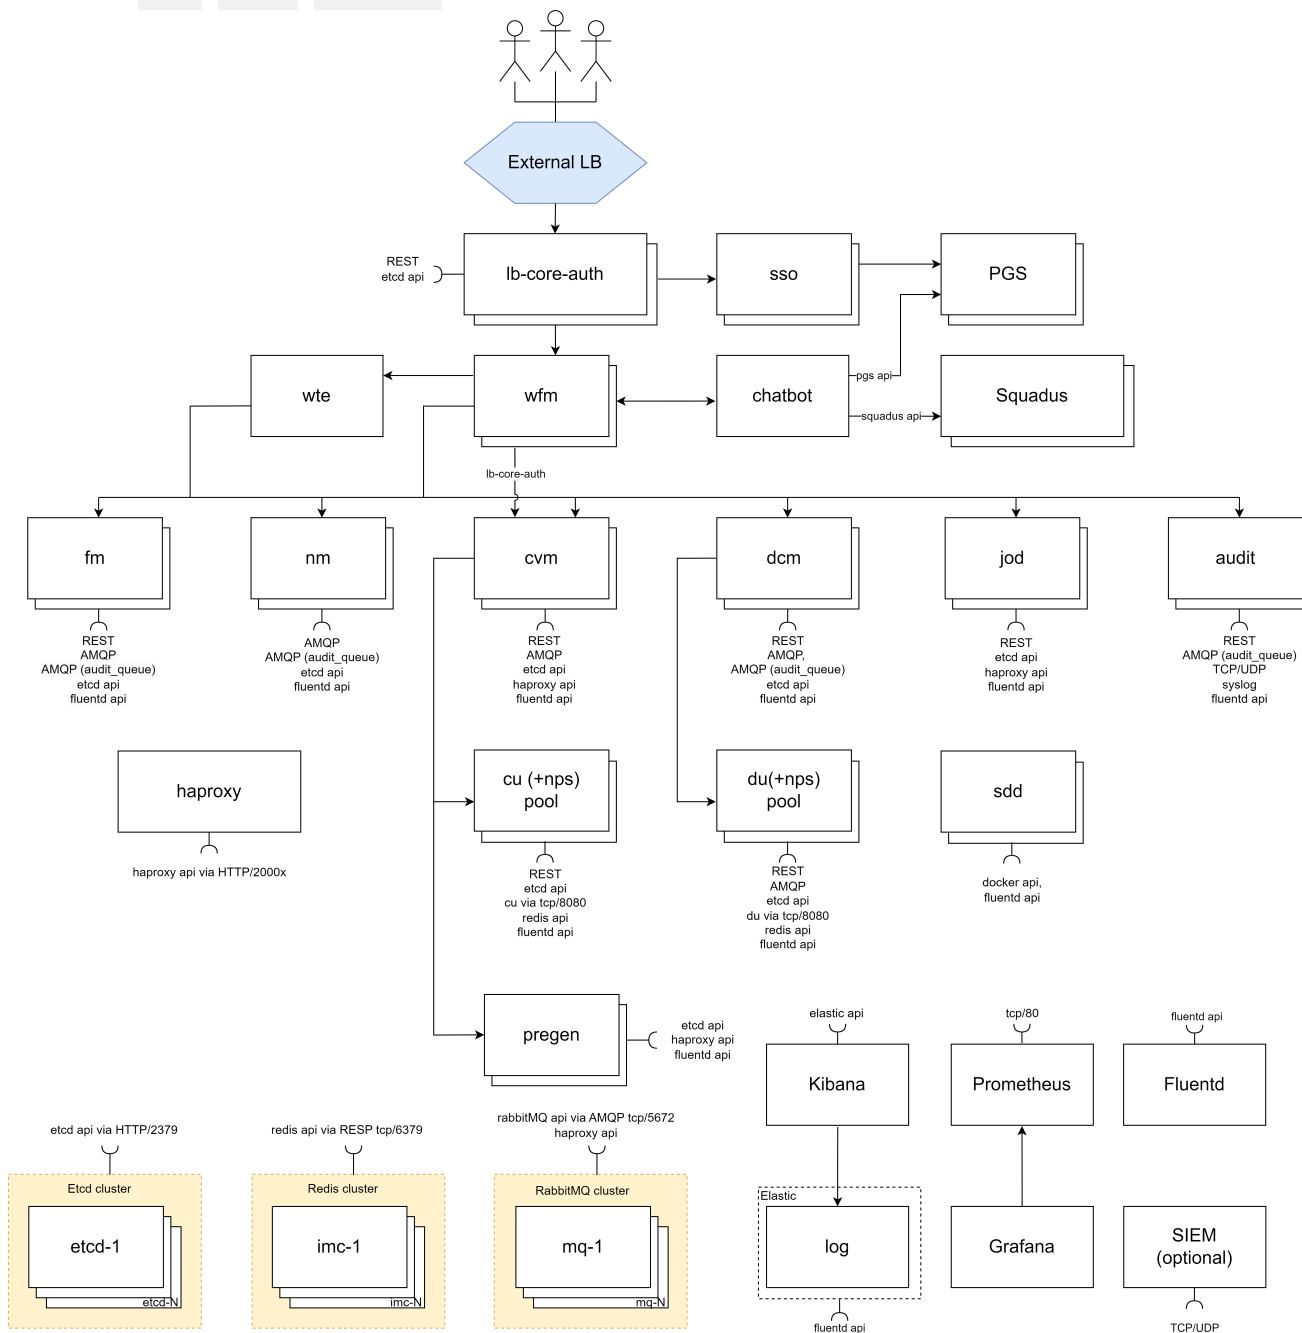 External LB
REST
etcd api
lb-core-auth
sso
PGS
wte
wfm
chatbot
pgs api
squadus api
Squadus
lb-core-auth
fm
nm
cvm
dcm
jod
audit
REST
AMQP
AMQP (audit_queue)
etcd api
fluentd api
AMQP
AMQP (audit_queue)
etcd api
fluentd api
REST
AMQP
etcd api
haproxy api
fluentd api
REST
AMQP,
AMQP (audit_queue)
etcd api
fluentd api
REST
etcd api
haproxy api
fluentd api
REST
AMQP (audit_queue)
TCP/UDP
syslog
fluentd api
haproxy
haproxy api via HTTP/2000x
cu (+nps)
pool
REST
etcd api
cu via tcp/8080
redis api
fluentd api
du(+nps)
pool
REST
AMQP
etcd api
du via tcp/8080
redis api
fluentd api
sdd
docker api,
fluentd api
pregen
etcd api
haproxy api
fluentd api
elastic api
Kibana
tcp/80
Prometheus
fluentd api
Fluentd
etcd api via HTTP/2379
Etcd cluster
etcd-1
etcd-N
redis api via RESP tcp/6379
Redis cluster
imc-1
imc-N
rabbitMQ api via AMQP tcp/5672
haproxy api
RabbitMQ cluster
mq-1
mq-N
Elastic
log
fluentd api
Grafana
SIEM
(optional)
TCP/UDP